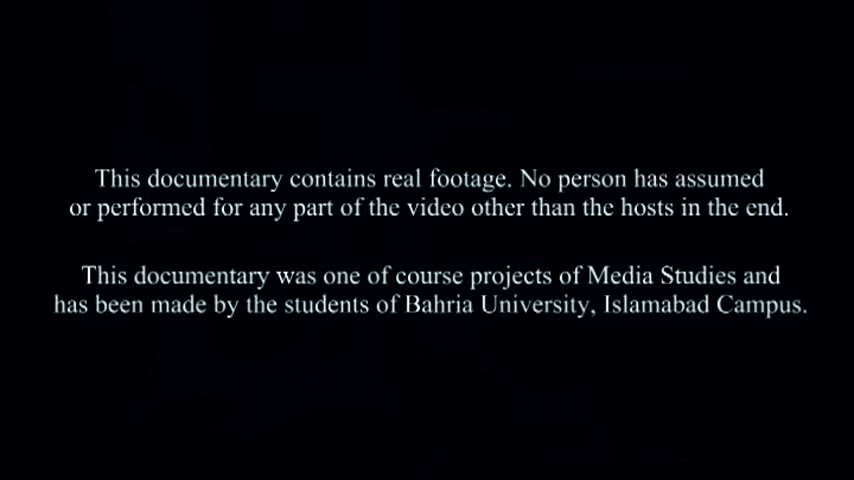 This documentary contains real footage. No person has assumed
or performed for any part of the video other than the hosts in the end.
This documentary was one of course projects of Media Studies and
has been made by the students of Bahria University, Islamabad Campus.